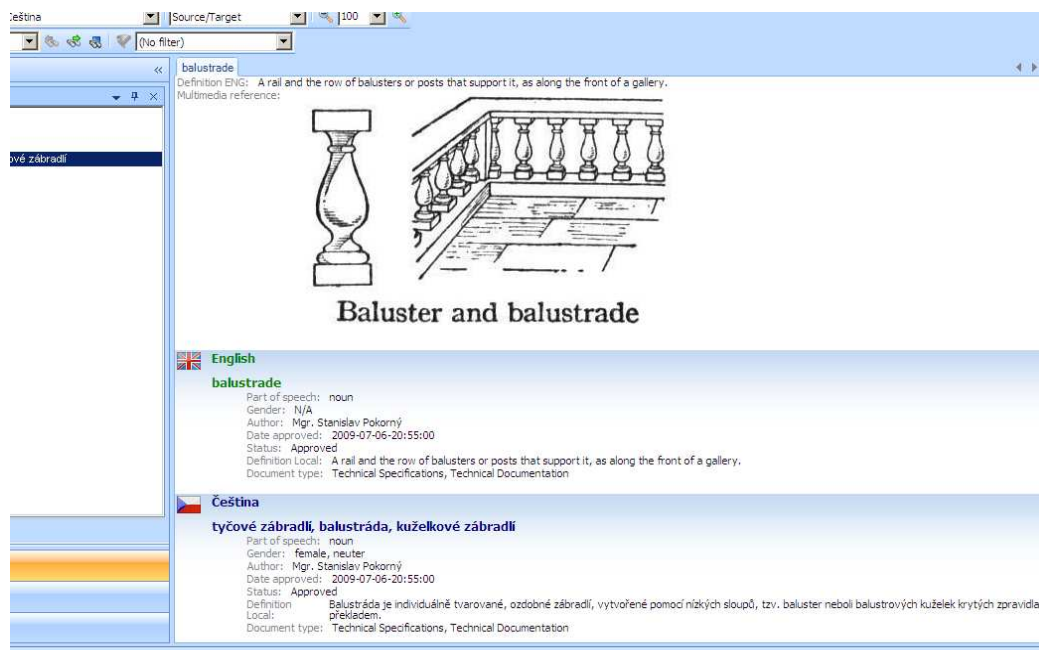 Čeština Source/Target 100
(No filter)
balustrade
Definition ENG: A rail and the row of balusters or posts that support it, as along the front of a gallery.
Multimedia reference:
ové zábradlí
Baluster and balustrade
English
balustrade
Part of speech: noun
Gender: N/A
Author: Mgr. Stanislav Pokorný
Date approved: 2009-07-06-20:55:00
Status: Approved
Definition Local: A rail and the row of balusters or posts that support it, as along the front of a gallery.
Document type: Technical Specifications, Technical Documentation
Čeština
tyčové zábradlí, balustráda, kuželkové zábradlí
Part of speech: noun
Gender: female, neuter
Author: Mgr. Stanislav Pokorný
Date approved: 2009-07-06-20:55:00
Status: Approved
Definition Balustráda je individuálně tvarované, ozdobné zábradlí, vytvořené pomocí nízkých sloupů, tzv. baluster neboli balustrových kuželek krytých zpravidla
Local: překladem.
Document type: Technical Specifications, Technical Documentation